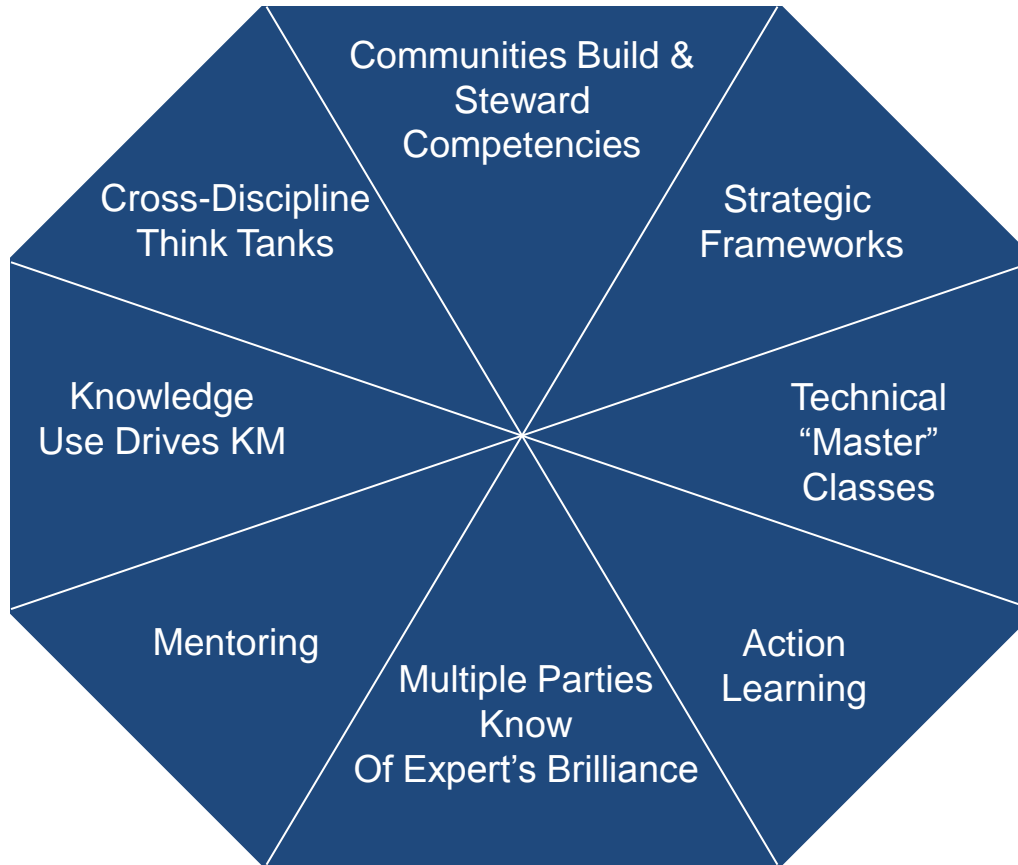 Communities Build &
Steward
Competencies
Strategic
Frameworks
Technical
“Master”
Classes
Action
Learning
Multiple Parties
Know
Of Expert’s Brilliance
Mentoring
Knowledge
Use Drives KM
Cross-Discipline
Think Tanks